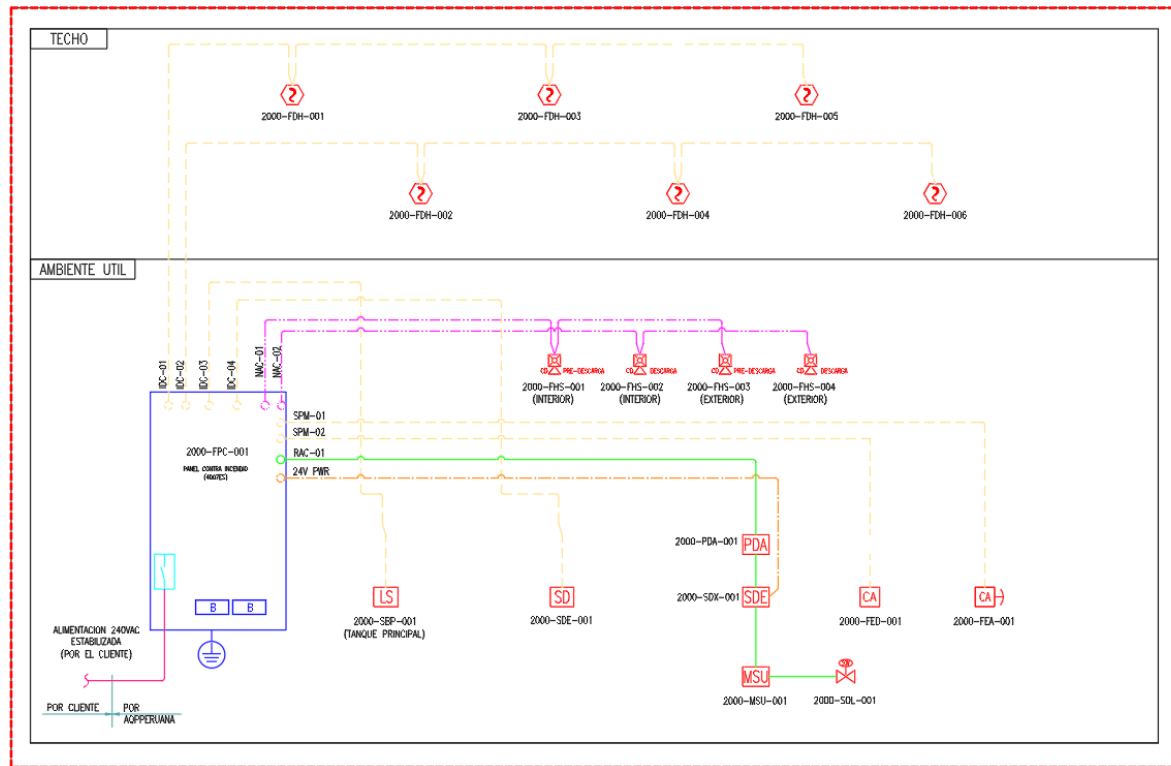 TECHO
2000-FDH-001
2000-FDH-003
2000-FDH-005
2000-FDH-002
2000-FDH-004
2000-FDH-006
AMBIENTE UTIL
IDC-01
IDC-02
IDC-03
IDC-04
NAC-01
NAC-02
CD PRE-DESCARGA
CD DESCARGA
CD PRE-DESCARGA
CD DESCARGA
2000-FHS-001
(INTERIOR)
2000-FHS-002
(INTERIOR)
2000-FHS-003
(EXTERIOR)
2000-FHS-004
(EXTERIOR)
SPM-01
SPM-02
RAC-01
24V PWR
2000-FPC-001
PANEL CONTRA INCENDIO
(4007ES)
2000-PDA-001
PDA
LS
SD
2000-SDX-001
SDE
CA
CA
B
B
2000-SBP-001
(TANQUE PRINCIPAL)
2000-SDE-001
2000-FED-001
2000-FEA-001
ALIMENTACION 240VAC
ESTABILIZADA
(POR EL CLIENTE)
MSU
2000-MSU-001
2000-SOL-001
POR CLIENTE
POR
AQPPERUANA